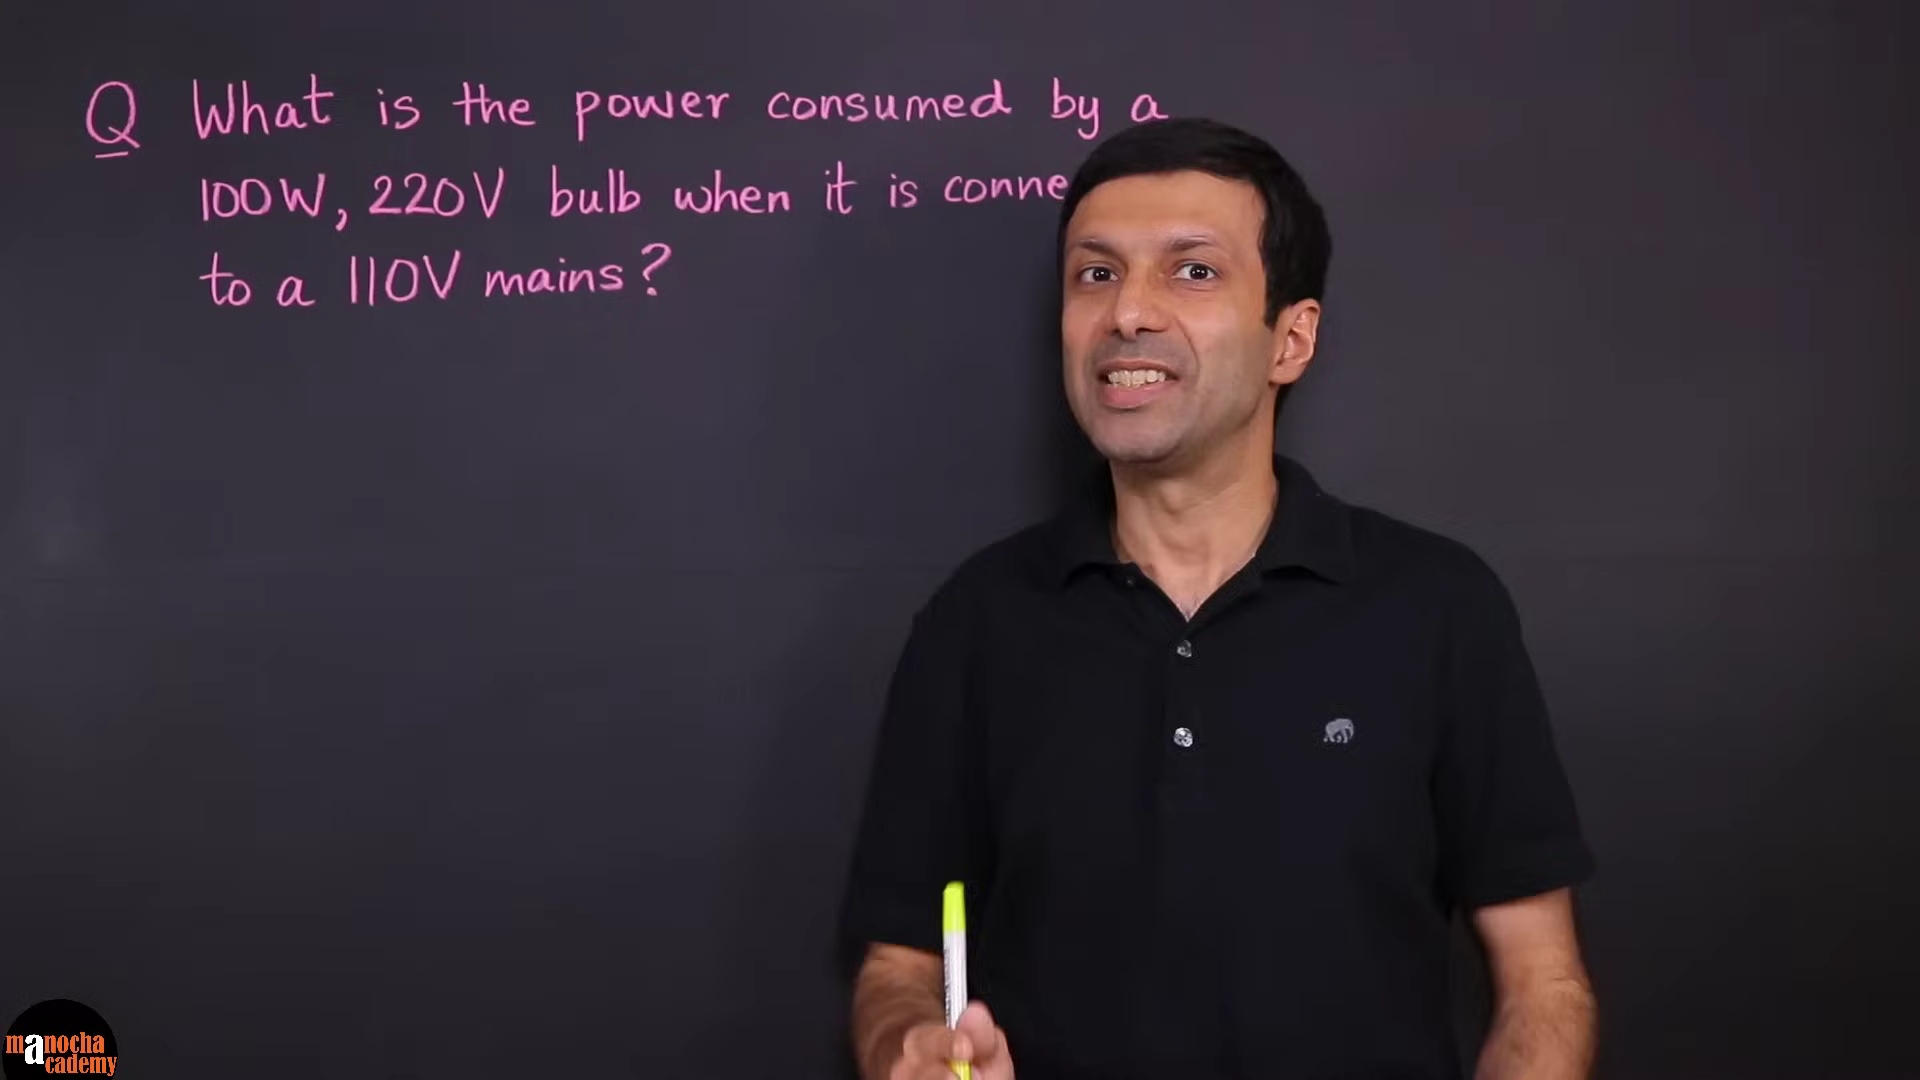 Q What is the power consumed by a
100W, 220V bulb when it is conne
to a 110V mains?
manocha
academy